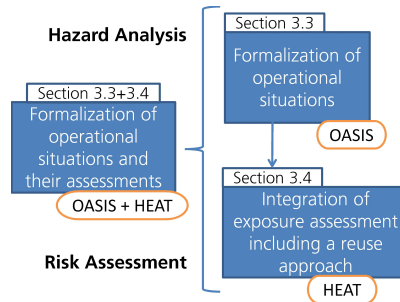 Hazard Analysis
Section 3.3
Formalization of
operational
situations
OASIS
Section 3.3+3.4
Formalization of
operational
situations and
their assessments
OASIS + HEAT
Section 3.4
Integration of
exposure assessment
including a reuse
approach
HEAT
Risk Assessment